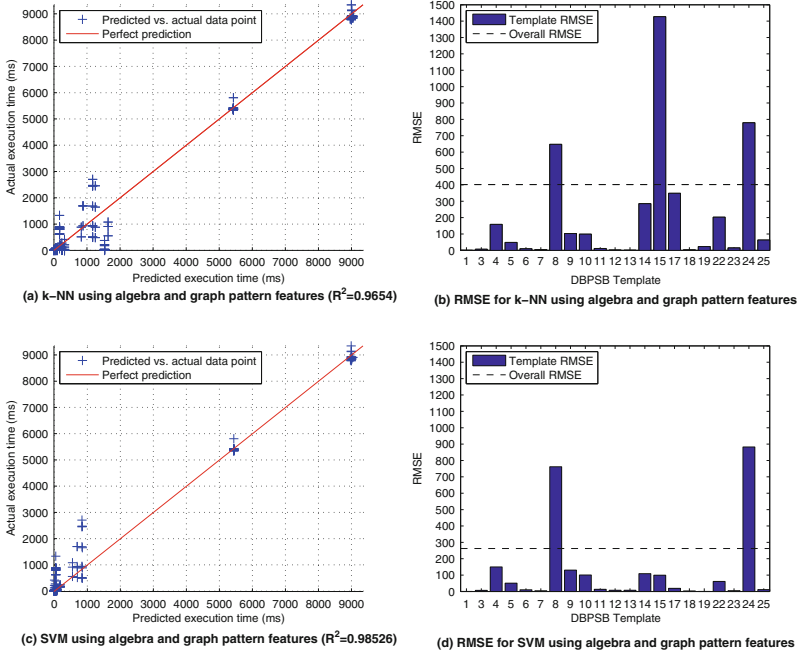 9000
8000
7000
6000
5000
4000
3000
2000
1000
0
Actual execution time (ms)
Predicted vs. actual data point
Perfect prediction
0 1000 2000 3000 4000 5000 6000 7000 8000 9000
Predicted execution time (ms)
(a) k−NN using algebra and graph pattern features (R²=0.9654)
1500
1400
1300
1200
1100
1000
900
800
700
600
500
400
300
200
100
RMSE
Template RMSE
Overall RMSE
1 3 4 5 6 7 8 9 10 11 12 13 14 15 17 18 19 22 23 24 25
DBPSB Template
(b) RMSE for k−NN using algebra and graph pattern features
9000
8000
7000
6000
5000
4000
3000
2000
1000
0
Actual execution time (ms)
Predicted vs. actual data point
Perfect prediction
0 1000 2000 3000 4000 5000 6000 7000 8000 9000
Predicted execution time (ms)
(c) SVM using algebra and graph pattern features (R²=0.98526)
1500
1400
1300
1200
1100
1000
900
800
700
600
500
400
300
200
100
RMSE
Template RMSE
Overall RMSE
1 3 4 5 6 7 8 9 10 11 12 13 14 15 17 18 19 22 23 24 25
DBPSB Template
(d) RMSE for SVM using algebra and graph pattern features